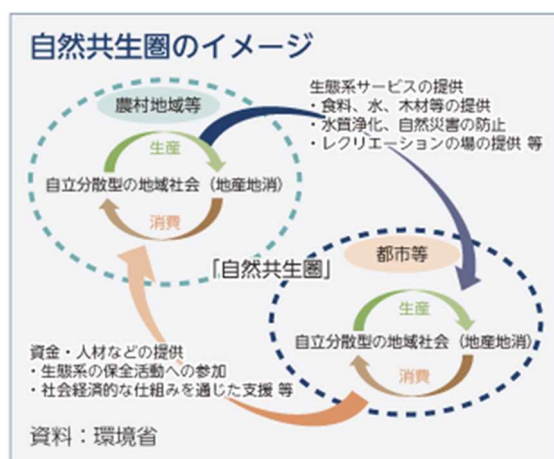 自然共生圏のイメージ
農村地域等
生産
自立分散型の地域社会（地産地消）
消費
生態系サービスの提供
・食料、水、木材等の提供
・水質浄化、自然災害の防止
・レクリエーションの場の提供 等
「自然共生圏」
都市等
生産
自立分散型の地域社会（地産地消）
消費
資金・人材などの提供
・生態系の保全活動への参加
・社会経済的な仕組みを通じた支援 等
資料：環境省